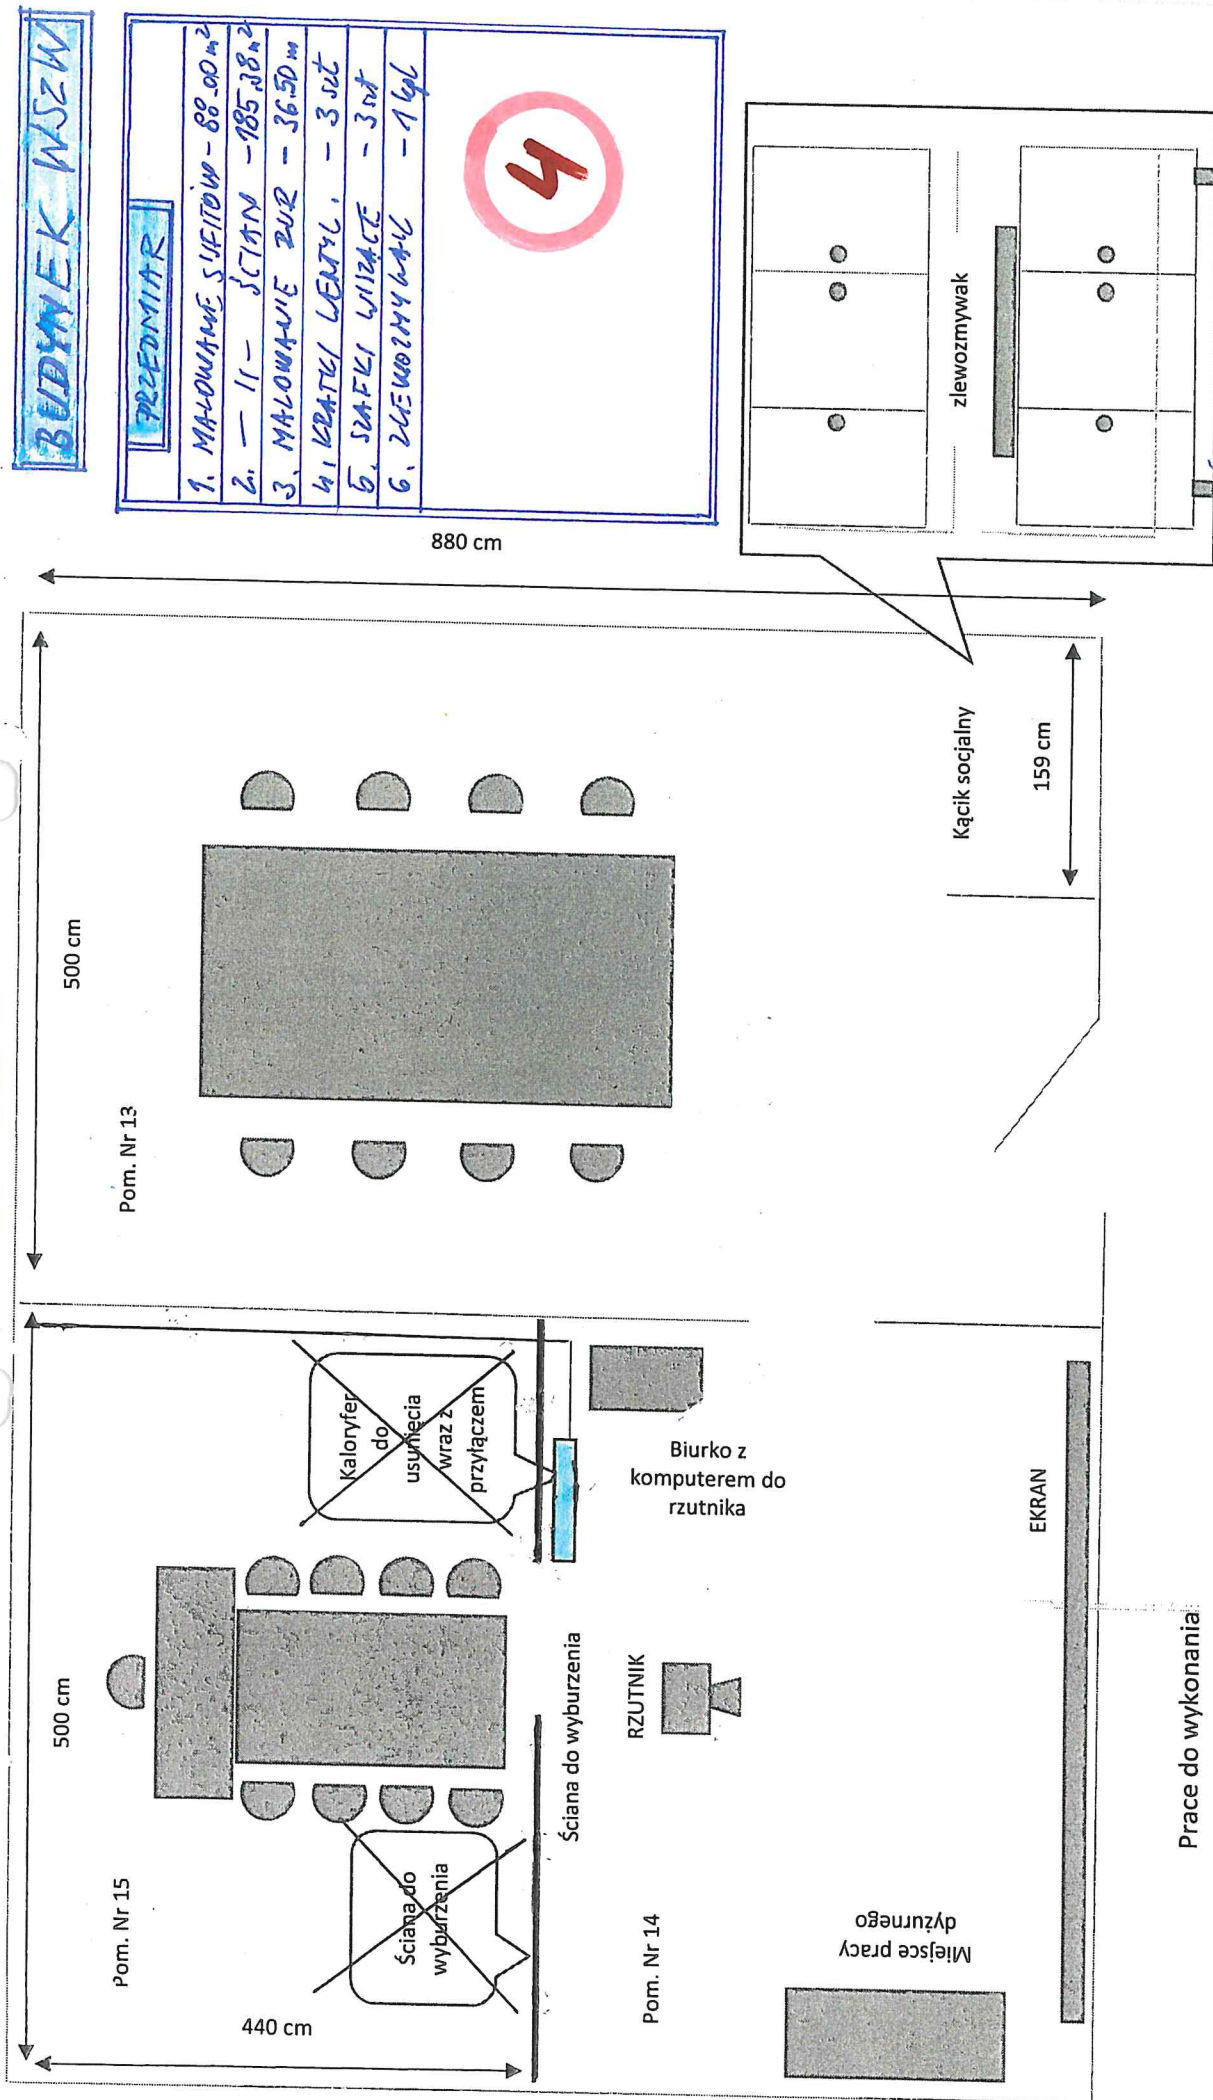 BUDYNEK WSZW
PRZEDMIAR
1. MALOWANIE SUFITÓW - 88.00 m²
2. — 11 — ŚCIAN - 185,38 m²
3. MALOWANIE RUR - 36.50 m
4. KRATKI WENTYL. - 3 szt
5. SZAFKI WISZĄCE - 3 szt
6. ZLEWOZMYWAK - 1 kpl
4
880 cm
zlewozmywak
500 cm
Pom. Nr 13
Kącik socjalny
159 cm
500 cm
Pom. Nr 15
440 cm
Kaloryfer
do
usunięcia
wraz z
przyłączem
Ściana do
wyburzenia
Ściana do wyburzenia
Biurko z
komputerem do
rzutnika
RZUTNIK
Pom. Nr 14
Miejsce pracy
dyżurnego
EKRAN
Prace do wykonania